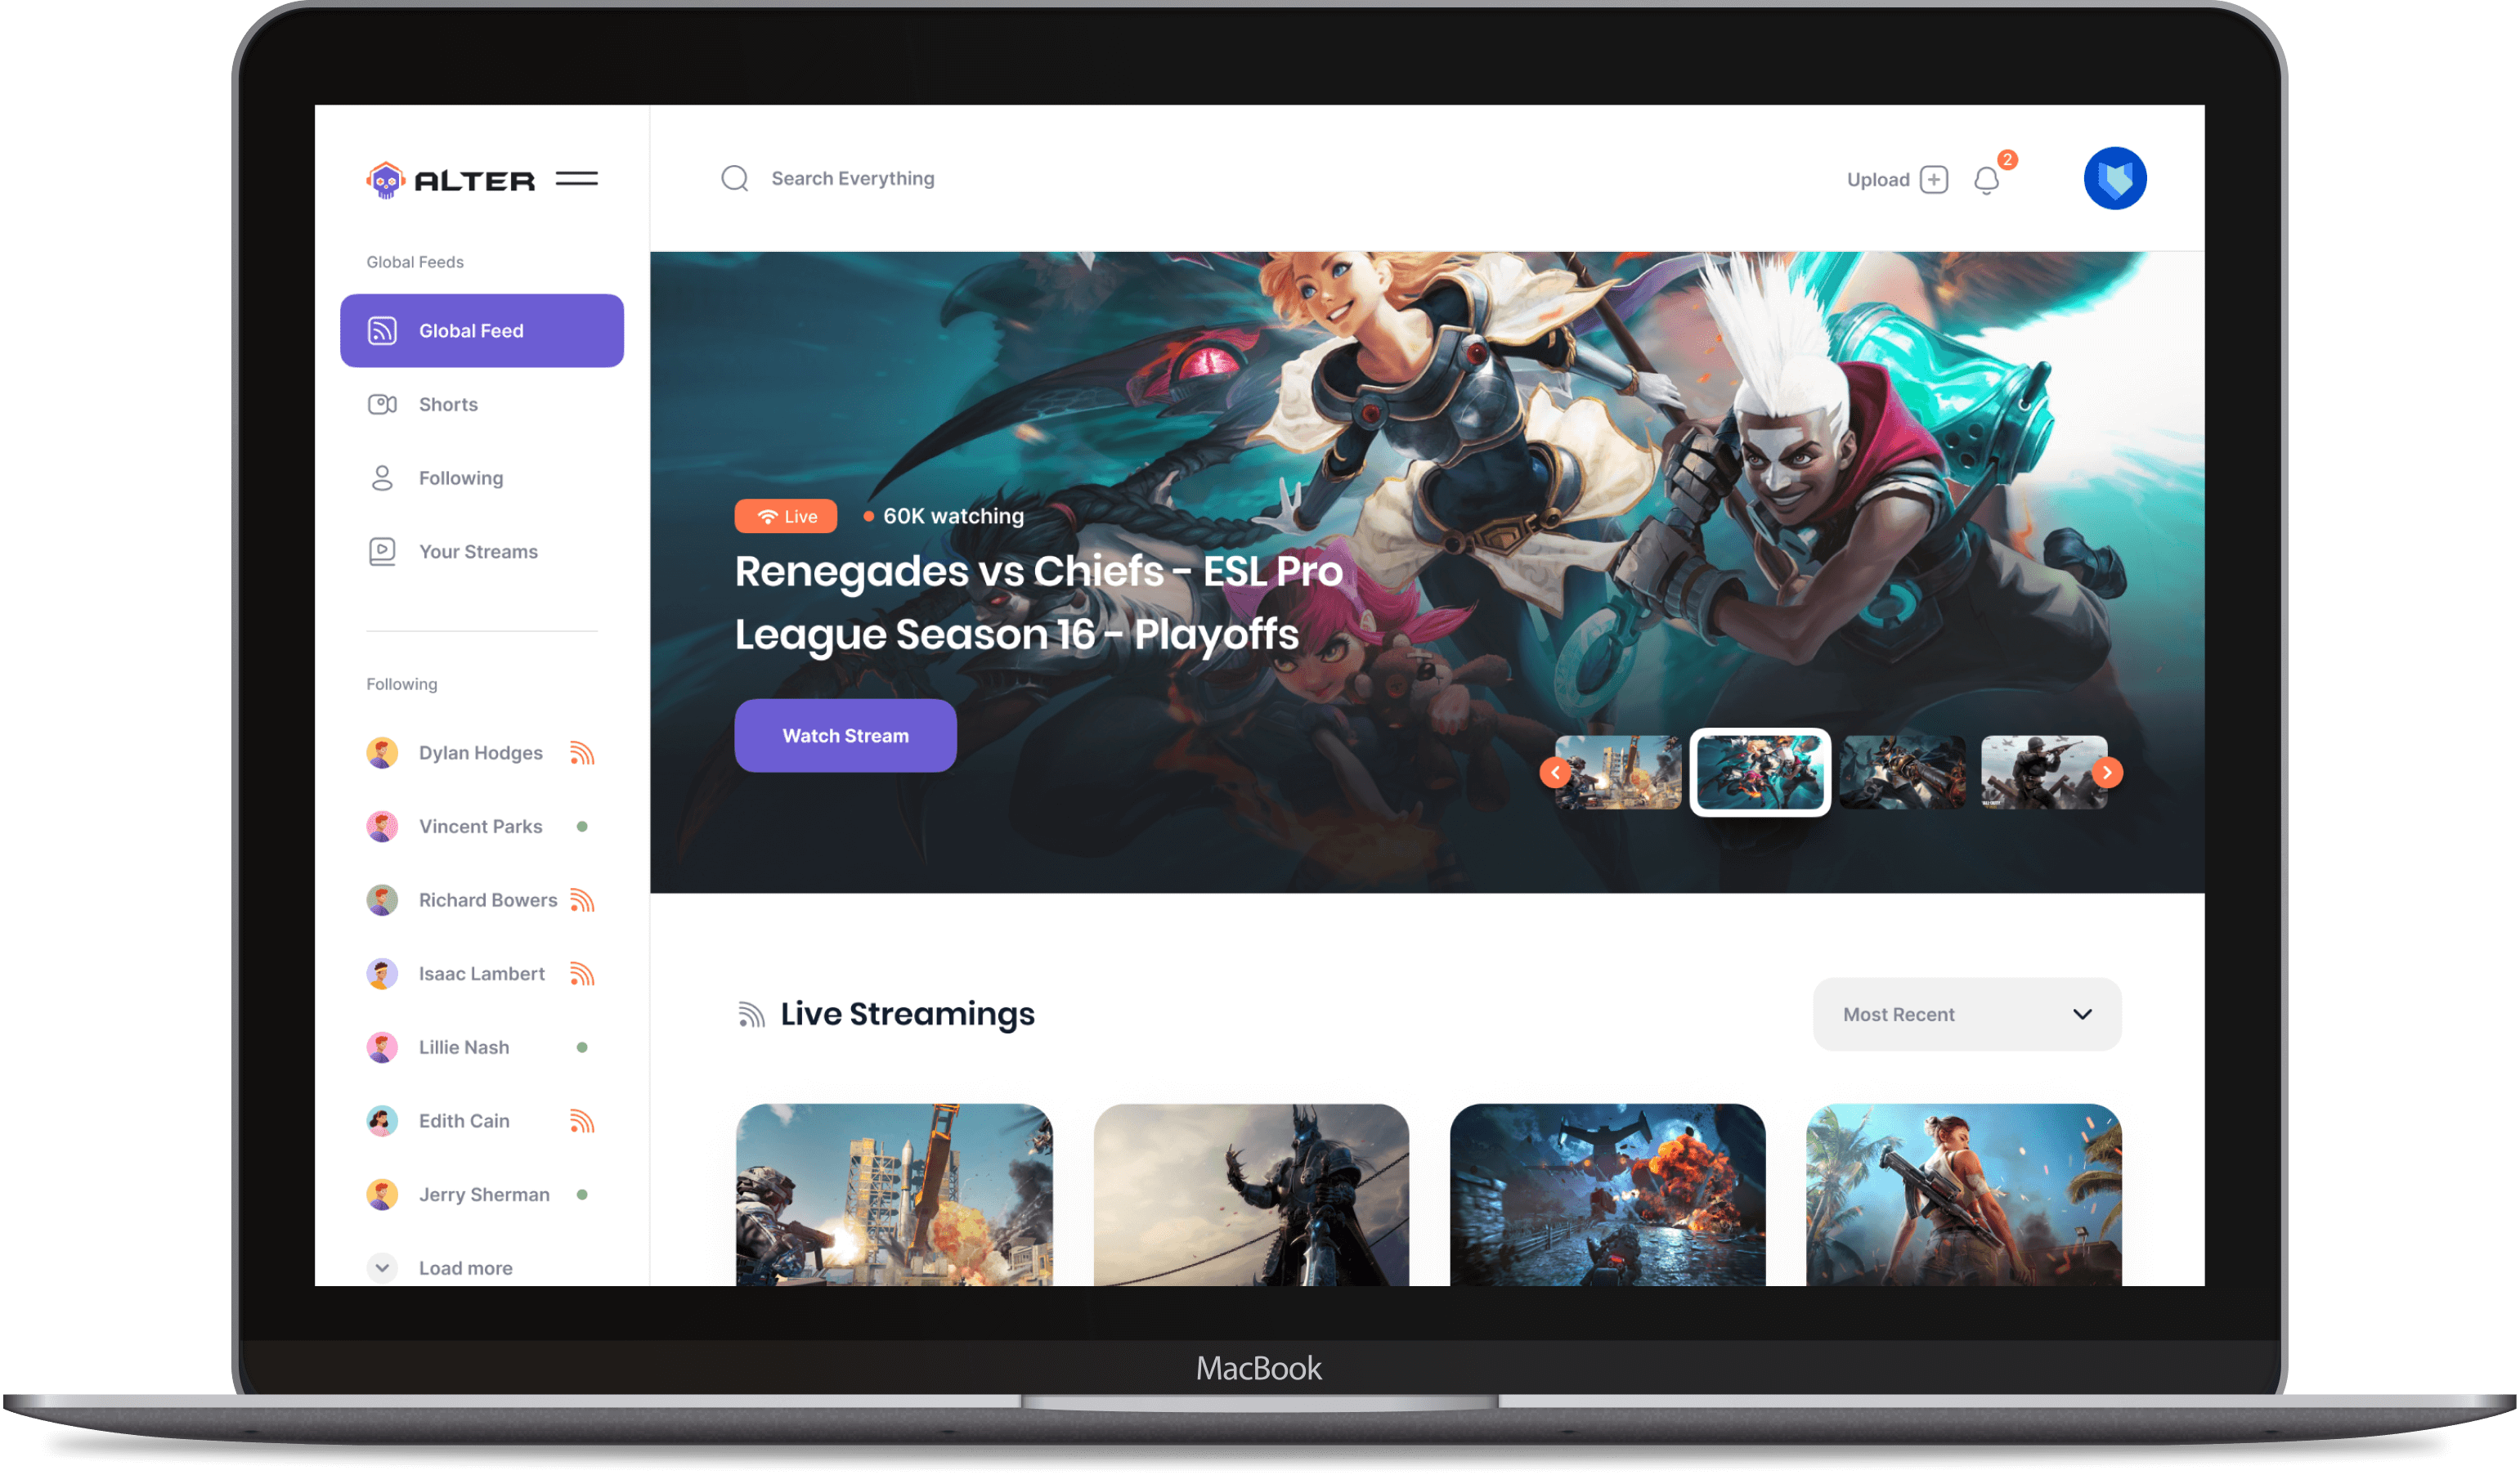 ALTER
Search Everything
Upload
2
Global Feeds
Global Feed
Shorts
Following
Your Streams
Following
Dylan Hodges
Vincent Parks
Richard Bowers
Isaac Lambert
Lillie Nash
Edith Cain
Jerry Sherman
Load more
Live
60K watching
Renegades vs Chiefs - ESL Pro
League Season 16 - Playoffs
Watch Stream
Live Streamings
Most Recent
MacBook